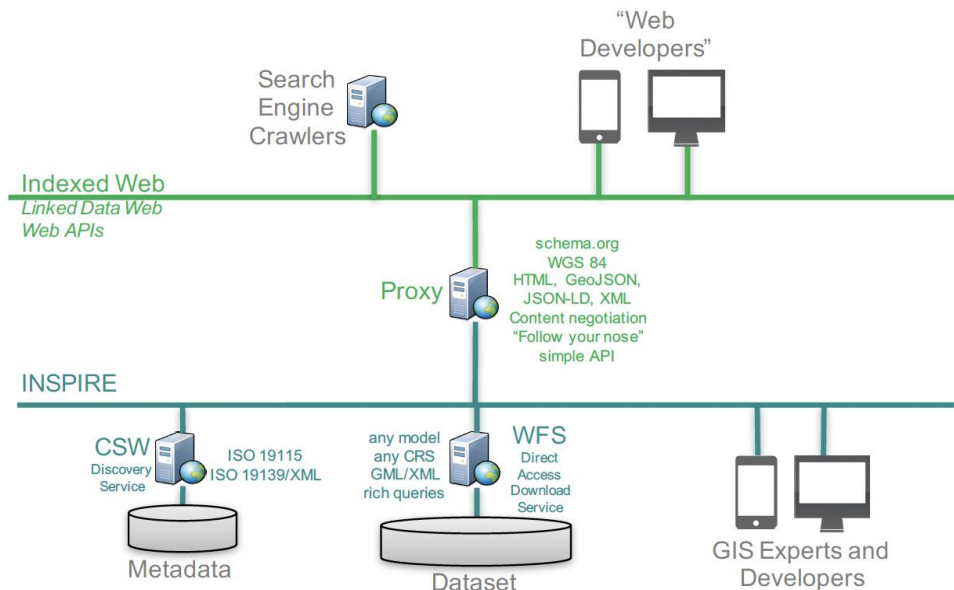 “Web
Developers”
Search
Engine
Crawlers
Indexed Web
Linked Data Web
Web APIs
Proxy
schema.org
WGS 84
HTML, GeoJSON,
JSON-LD, XML
Content negotiation
“Follow your nose”
simple API
INSPIRE
CSW
Discovery
Service
ISO 19115
ISO 19139/XML
any model
any CRS
GML/XML
rich queries
WFS
Direct
Access
Download
Service
Metadata
Dataset
GIS Experts and
Developers